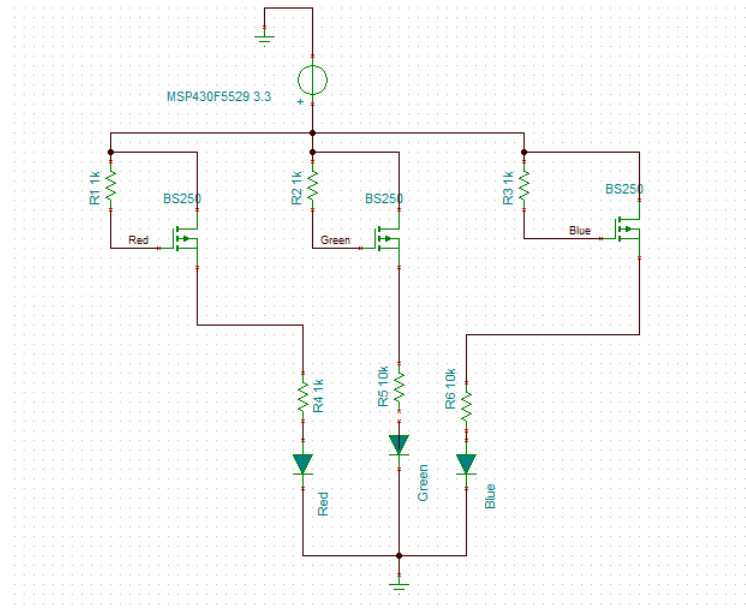 MSP430F5529 3.3
+
R1 1k
BS250
Red
R2 1k
BS250
Green
R3 1k
BS250
Blue
R4 1k
R5 10k
R6 10k
Red
Green
Blue